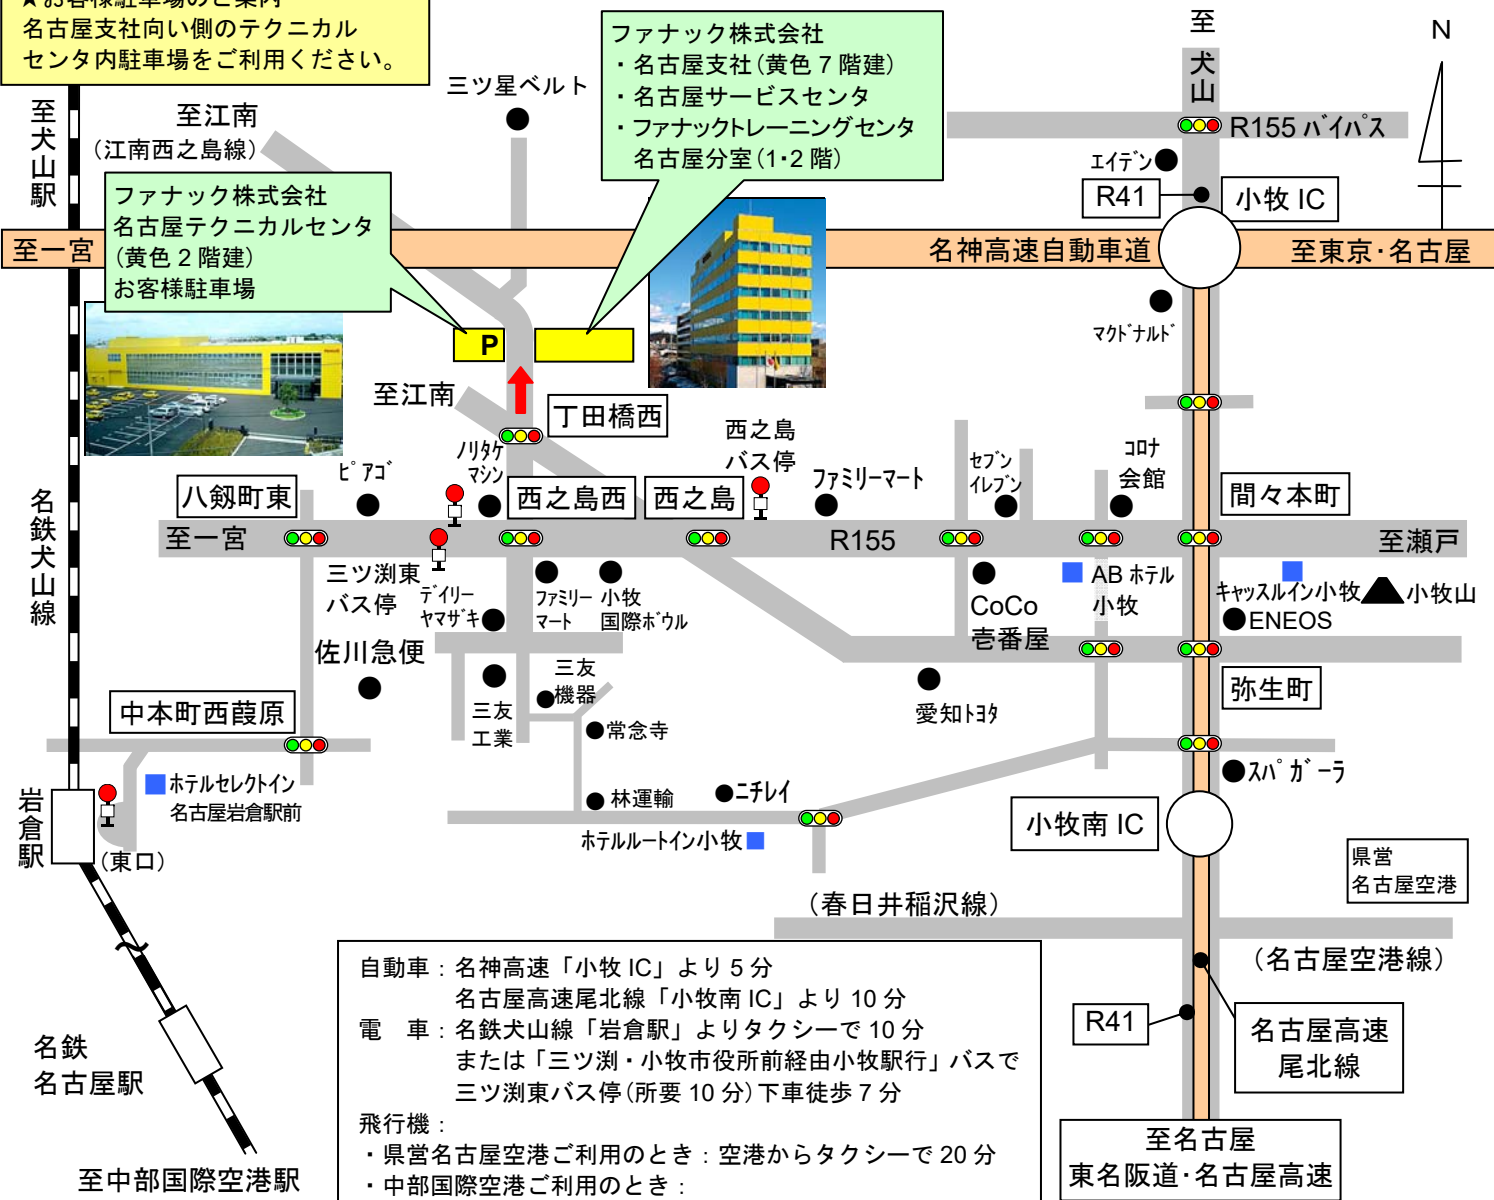 ★お客様駐車場のご案内
名古屋支社向い側のテクニカル
センタ内駐車場をご利用ください。
ファナック株式会社
・名古屋支社(黄色7階建)
・名古屋サービスセンタ
・ファナックトレーニングセンタ
名古屋分室(1・2階)
至犬山
N
三ツ星ベルト
至犬山駅
至江南
(江南西之島線)
R155 バイパス
エイデン
R41
小牧 IC
ファナック株式会社
名古屋テクニカルセンタ
(黄色2階建)
お客様駐車場
至一宮
名神高速自動車道
至東京・名古屋
マクドナルド
P
至江南
丁田橋西
西之島
バス停
ノリタケ
マシン
ピアゴ
ファミリーマート
セブン
イレブン
コロナ
会館
八剱町東
西之島西
西之島
間々本町
名鉄犬山線
至一宮
R155
至瀬戸
三ツ渕東
バス停
デイリー
ヤマザキ
ファミリー
マート
小牧
国際ボウル
CoCo
壱番屋
AB ホテル
小牧
キャッスルイン小牧
小牧山
ENEOS
佐川急便
三友
機器
三友
工業
常念寺
愛知トヨタ
弥生町
中本町西葭原
ホテルセレクトイン
名古屋岩倉駅前
林運輸
ニチレイ
スパガーラ
岩倉駅
(東口)
ホテルルートイン小牧
小牧南 IC
県営
名古屋空港
(春日井稲沢線)
(名古屋空港線)
R41
名古屋高速
尾北線
自動車：名神高速「小牧 IC」より 5 分
名古屋高速尾北線「小牧南 IC」より 10 分
電　車：名鉄犬山線「岩倉駅」よりタクシーで 10 分
または「三ツ渕・小牧市役所前経由小牧駅行」バスで
三ツ渕東バス停(所要 10 分)下車徒歩 7 分
飛行機：
・県営名古屋空港ご利用のとき：空港からタクシーで 20 分
・中部国際空港ご利用のとき：
名鉄
名古屋駅
至中部国際空港駅
至名古屋
東名阪道・名古屋高速